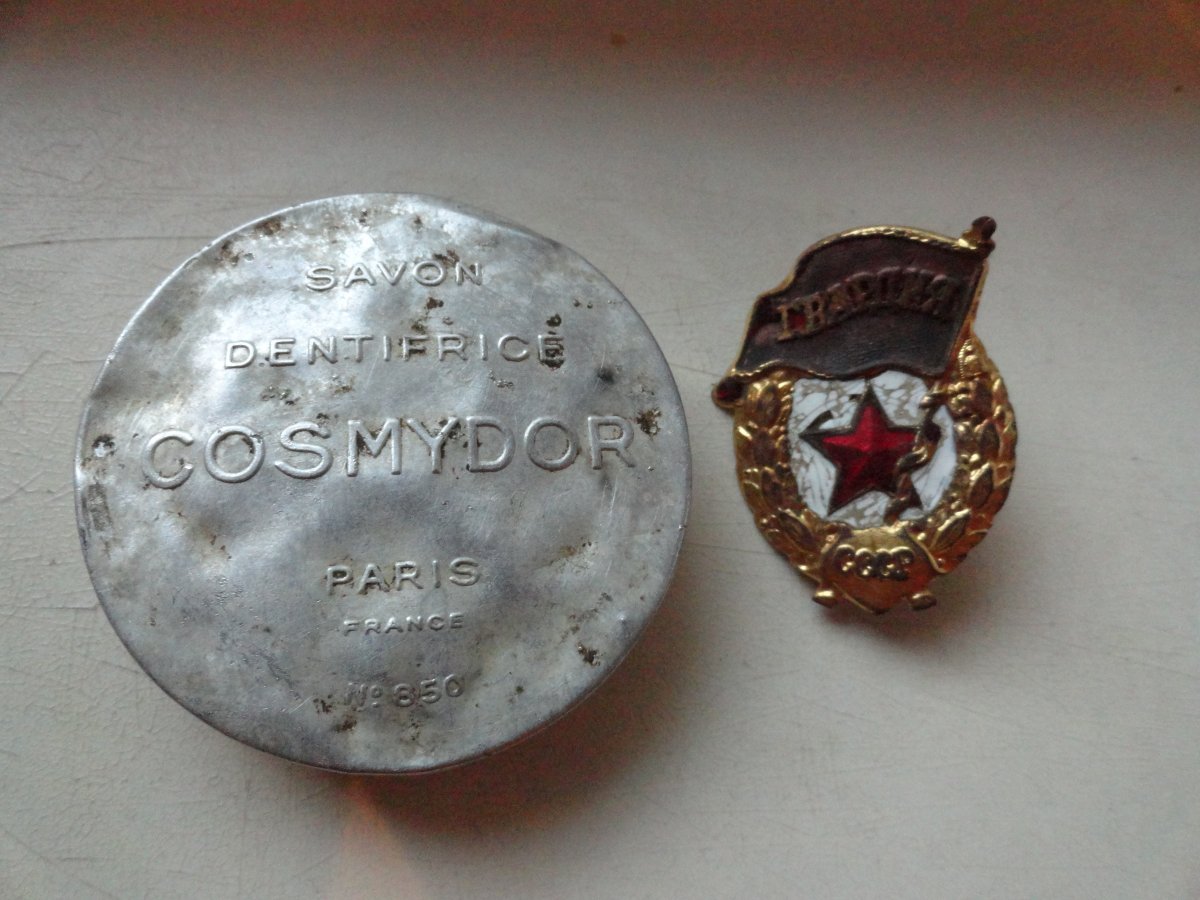 SAVON
DENTIFRICE
COSMYDOR
PARIS
FRANCE
No 850
ГВАРДИЯ
СССР